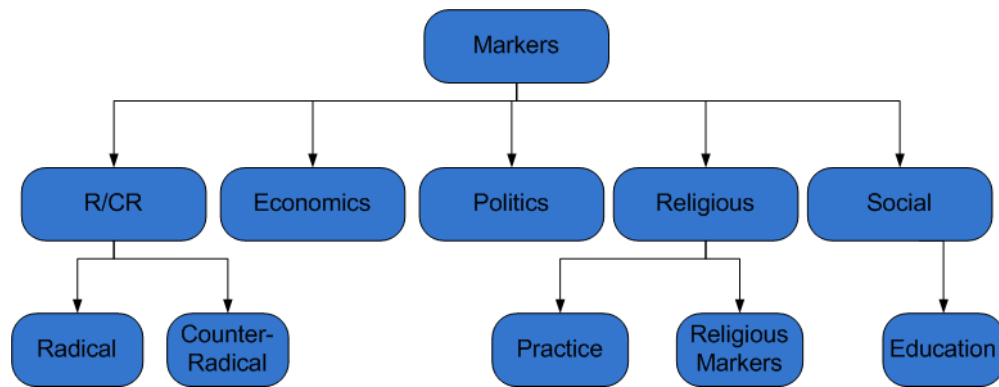 Markers
R/CR
Economics
Politics
Religious
Social
Radical
Counter-
Radical
Practice
Religious
Markers
Education